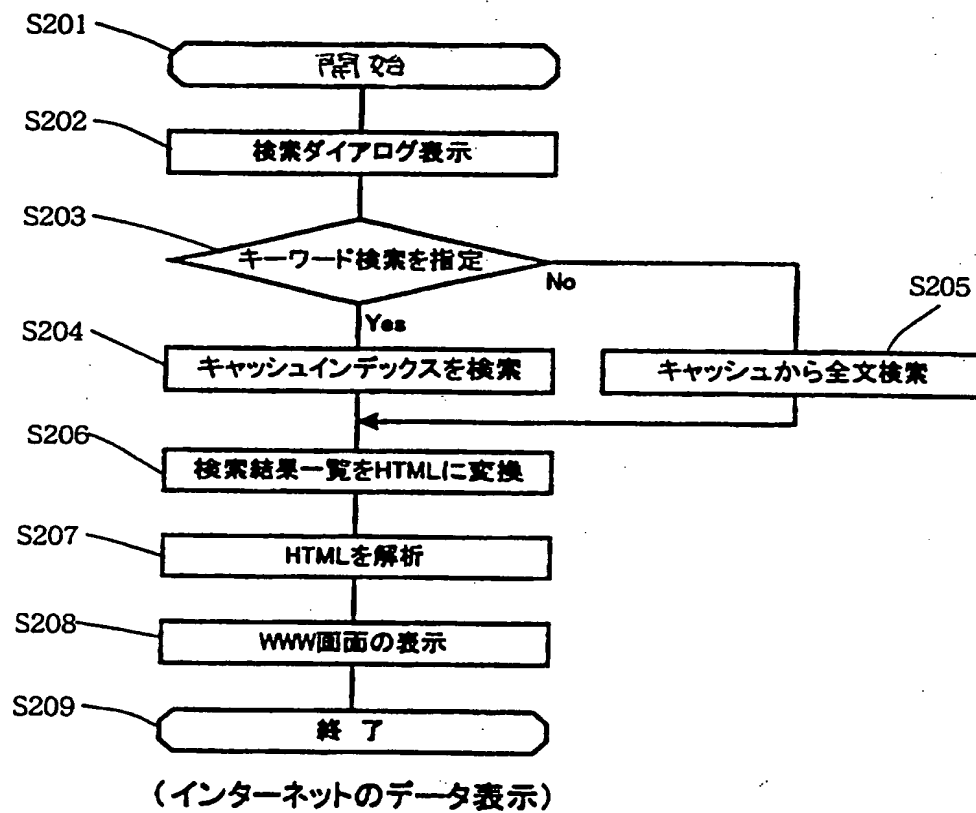 S201
開始
S202
検索ダイアログ表示
S203
キーワード検索を指定
No
Yes
S204
キャッシュインデックスを検索
S205
キャッシュから全文検索
S206
検索結果一覧をHTMLに変換
S207
HTMLを解析
S208
WWW画面の表示
S209
終了
(インターネットのデータ表示)